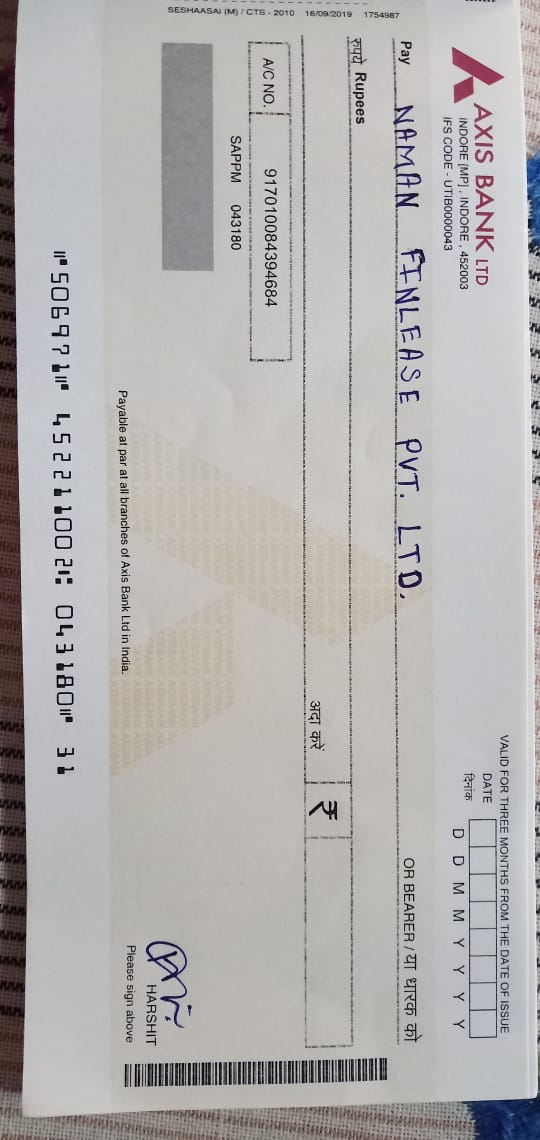 AXIS BANK LTD
INDORE [MP], INDORE, 452003
IFS CODE - UTIB0000043
VALID FOR THREE MONTHS FROM THE DATE OF ISSUE
DATE
दिनांक
D D M M Y Y Y Y
Pay NAMAN FINLEASE PVT. LTD. OR BEARER / या धारक को
रुपये Rupees
अदा करें ₹
A/C NO. 917010084394684
SAPPM 043180
HARSHIT
Please sign above
Payable at par at all branches of Axis Bank Ltd in India.
SESHAASAI (M) / CTS - 2010 16/09/2019 1754987
⑈506971⑈ 452211002⑆ 043180⑈ 31